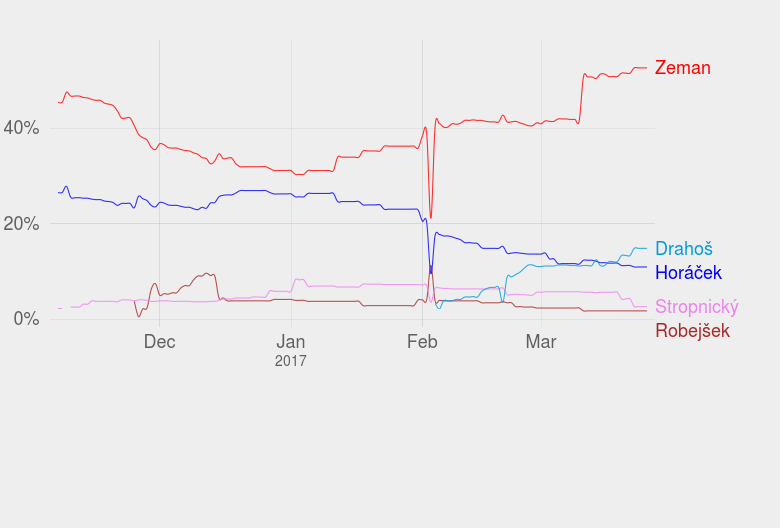 Zeman
40%
20%
Drahoš
Horáček
Stropnický
0%
Robejšek
Dec
Jan
Feb
Mar
2017